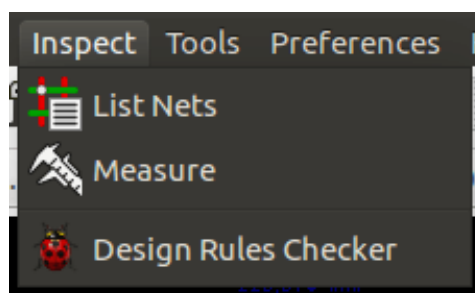 Inspect Tools Preferences
List Nets
Measure
Design Rules Checker